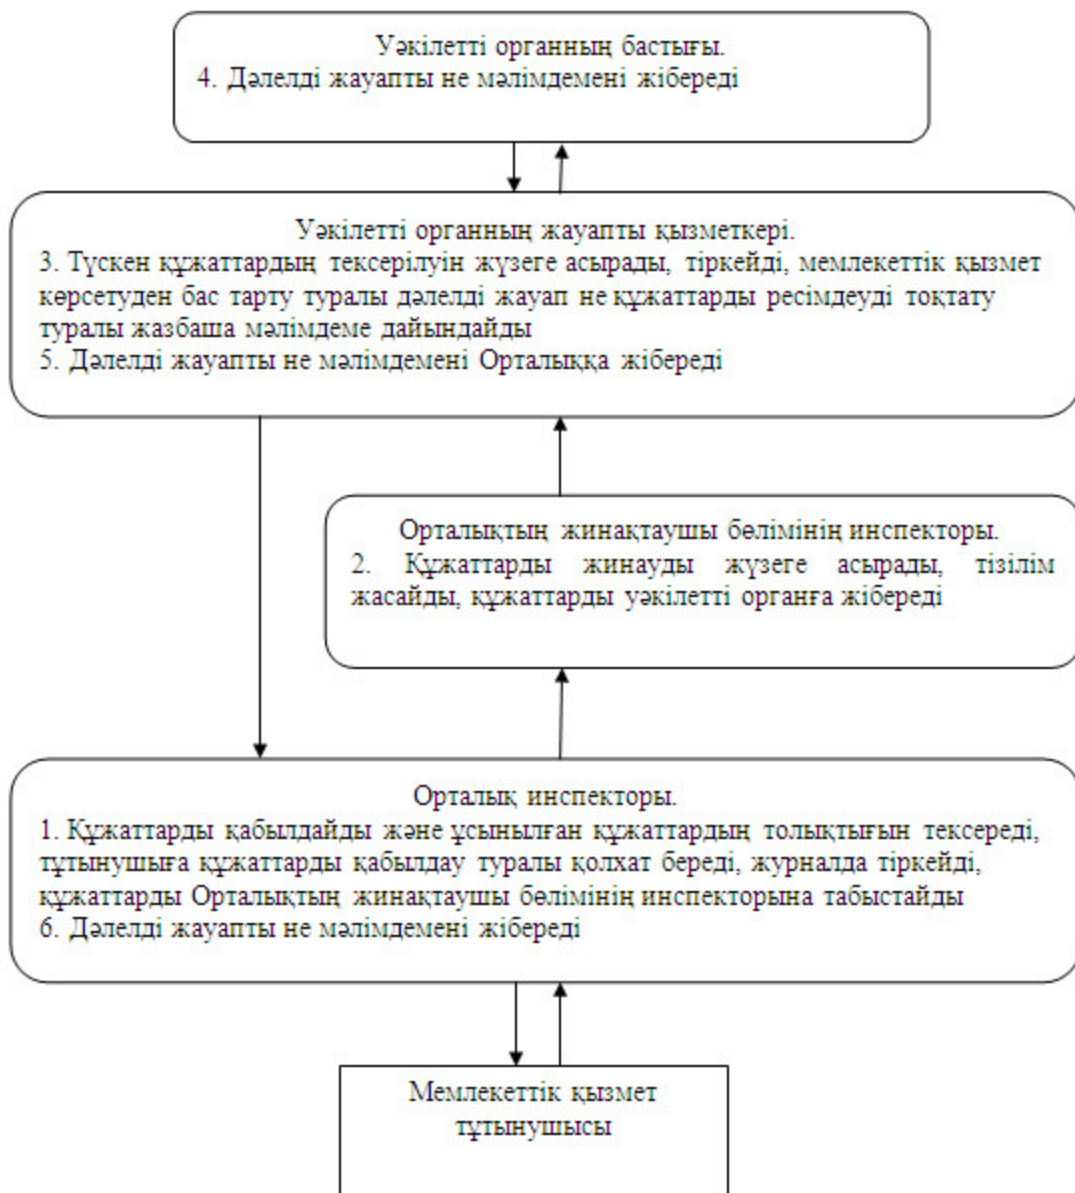 Уәкілетті органның бастығы.
4. Дәлелді жауапты не мәлімдемені жібереді
Уәкілетті органның жауапты қызметкері.
3. Түскен құжаттардың тексерілуін жүзеге асырады, тіркейді, мемлекеттік қызмет
көрсетуден бас тарту туралы дәлелді жауап не құжаттарды ресімдеуді тоқтату
туралы жазбаша мәлімдеме дайындайды
5. Дәлелді жауапты не мәлімдемені Орталыққа жібереді
Орталықтың жинақтаушы бөлімінің инспекторы.
2. Құжаттарды жинауды жүзеге асырады, тізілім
жасайды, құжаттарды уәкілетті органға жібереді
Орталық инспекторы.
1. Құжаттарды қабылдайды және ұсынылған құжаттардың толықтығын тексереді,
тұтынушыға құжаттарды қабылдау туралы қолхат береді, журналда тіркейді,
құжаттарды Орталықтың жинақтаушы бөлімінің инспекторына табыстайды
6. Дәлелді жауапты не мәлімдемені жібереді
Мемлекеттік қызмет
тұтынушысы